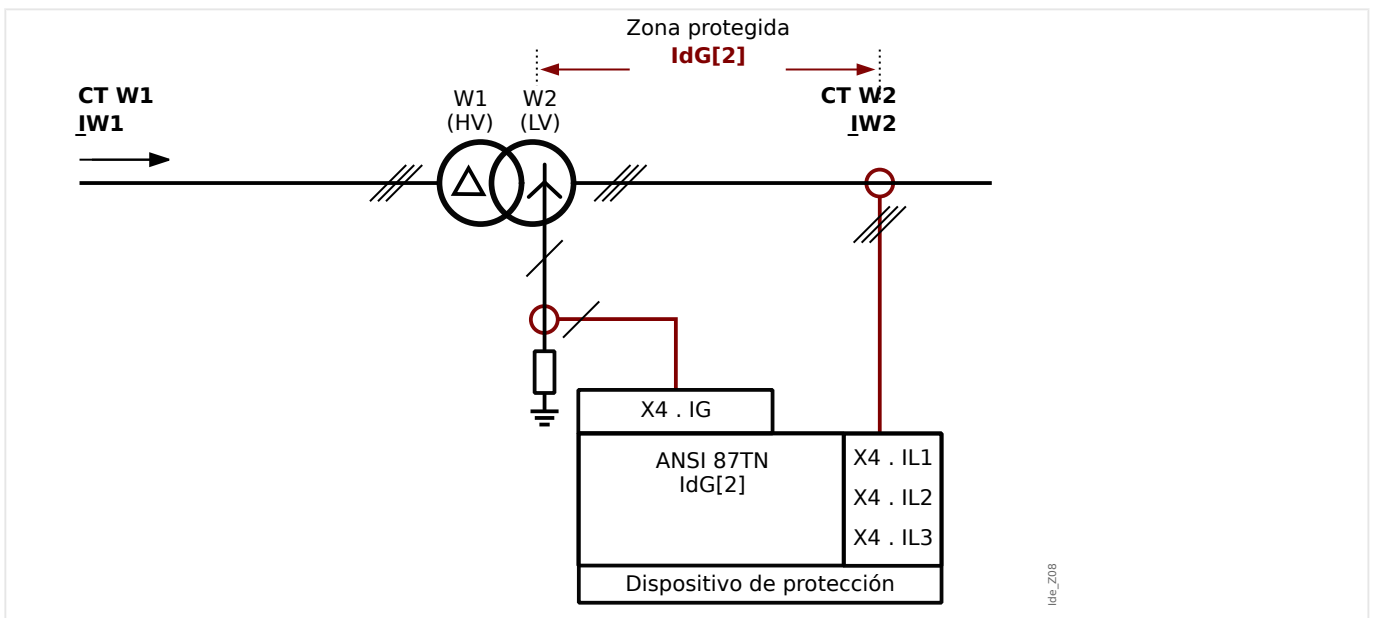 Zona protegida
IdG[2]
CT W1
IW1
W1
(HV)
W2
(LV)
CT W2
IW2
X4 . IG
ANSI 87TN
IdG[2]
X4 . IL1
X4 . IL2
X4 . IL3
Dispositivo de protección
Ide_Z08